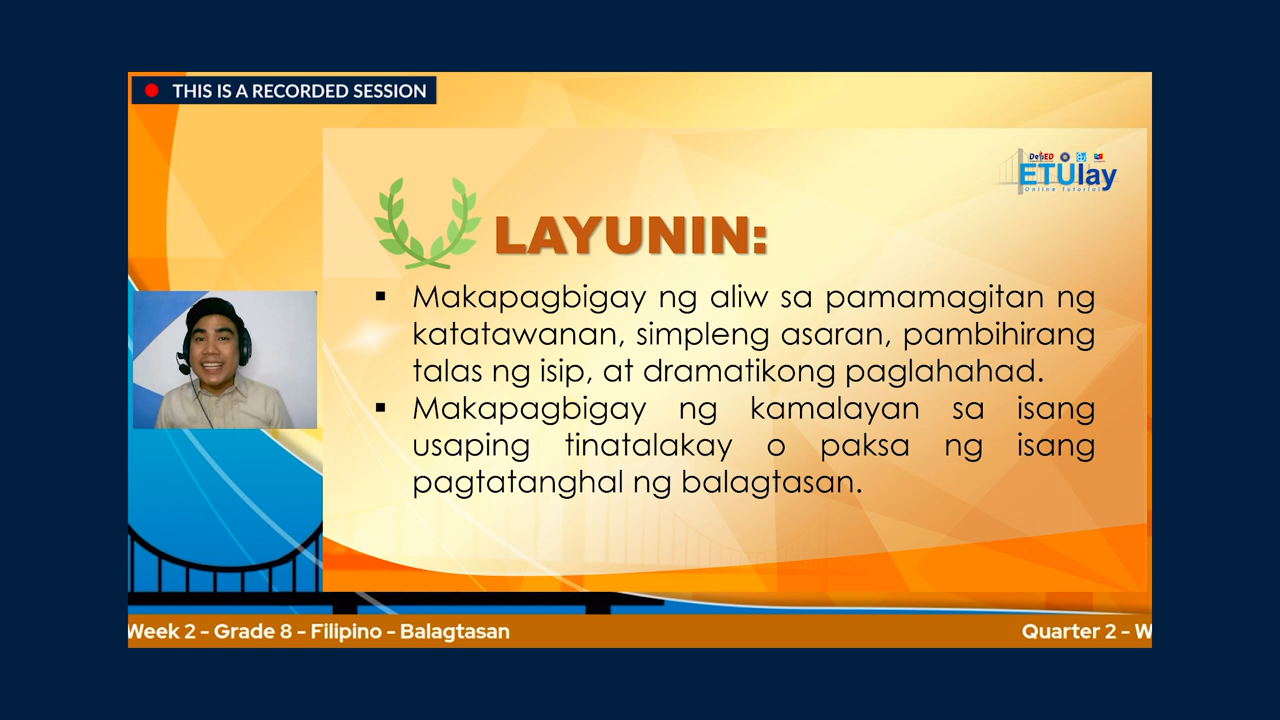 THIS IS A RECORDED SESSION
DepED
ETULay
Online Tutorial
LAYUNIN:
▪ Makapagbigay ng aliw sa pamamagitan ng
katatawanan, simpleng asaran, pambihirang
talas ng isip, at dramatikong paglahahad.
▪ Makapagbigay ng kamalayan sa isang
usaping tinatalakay o paksa ng isang
pagtatanghal ng balagtasan.
Week 2 - Grade 8 - Filipino - Balagtasan
Quarter 2 - W